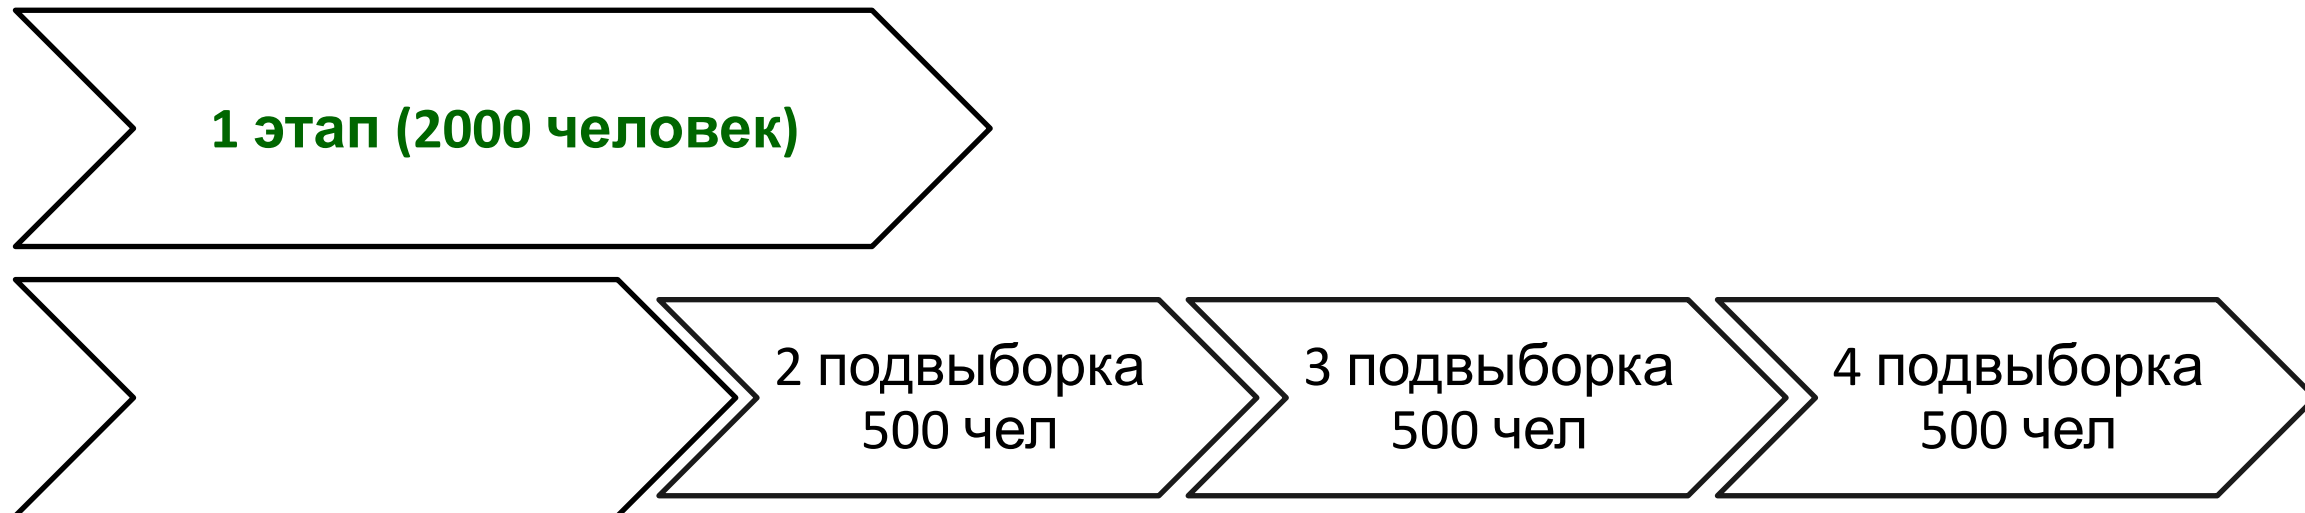 1 этап (2000 человек)
2 подвыборка
500 чел
3 подвыборка
500 чел
4 подвыборка
500 чел